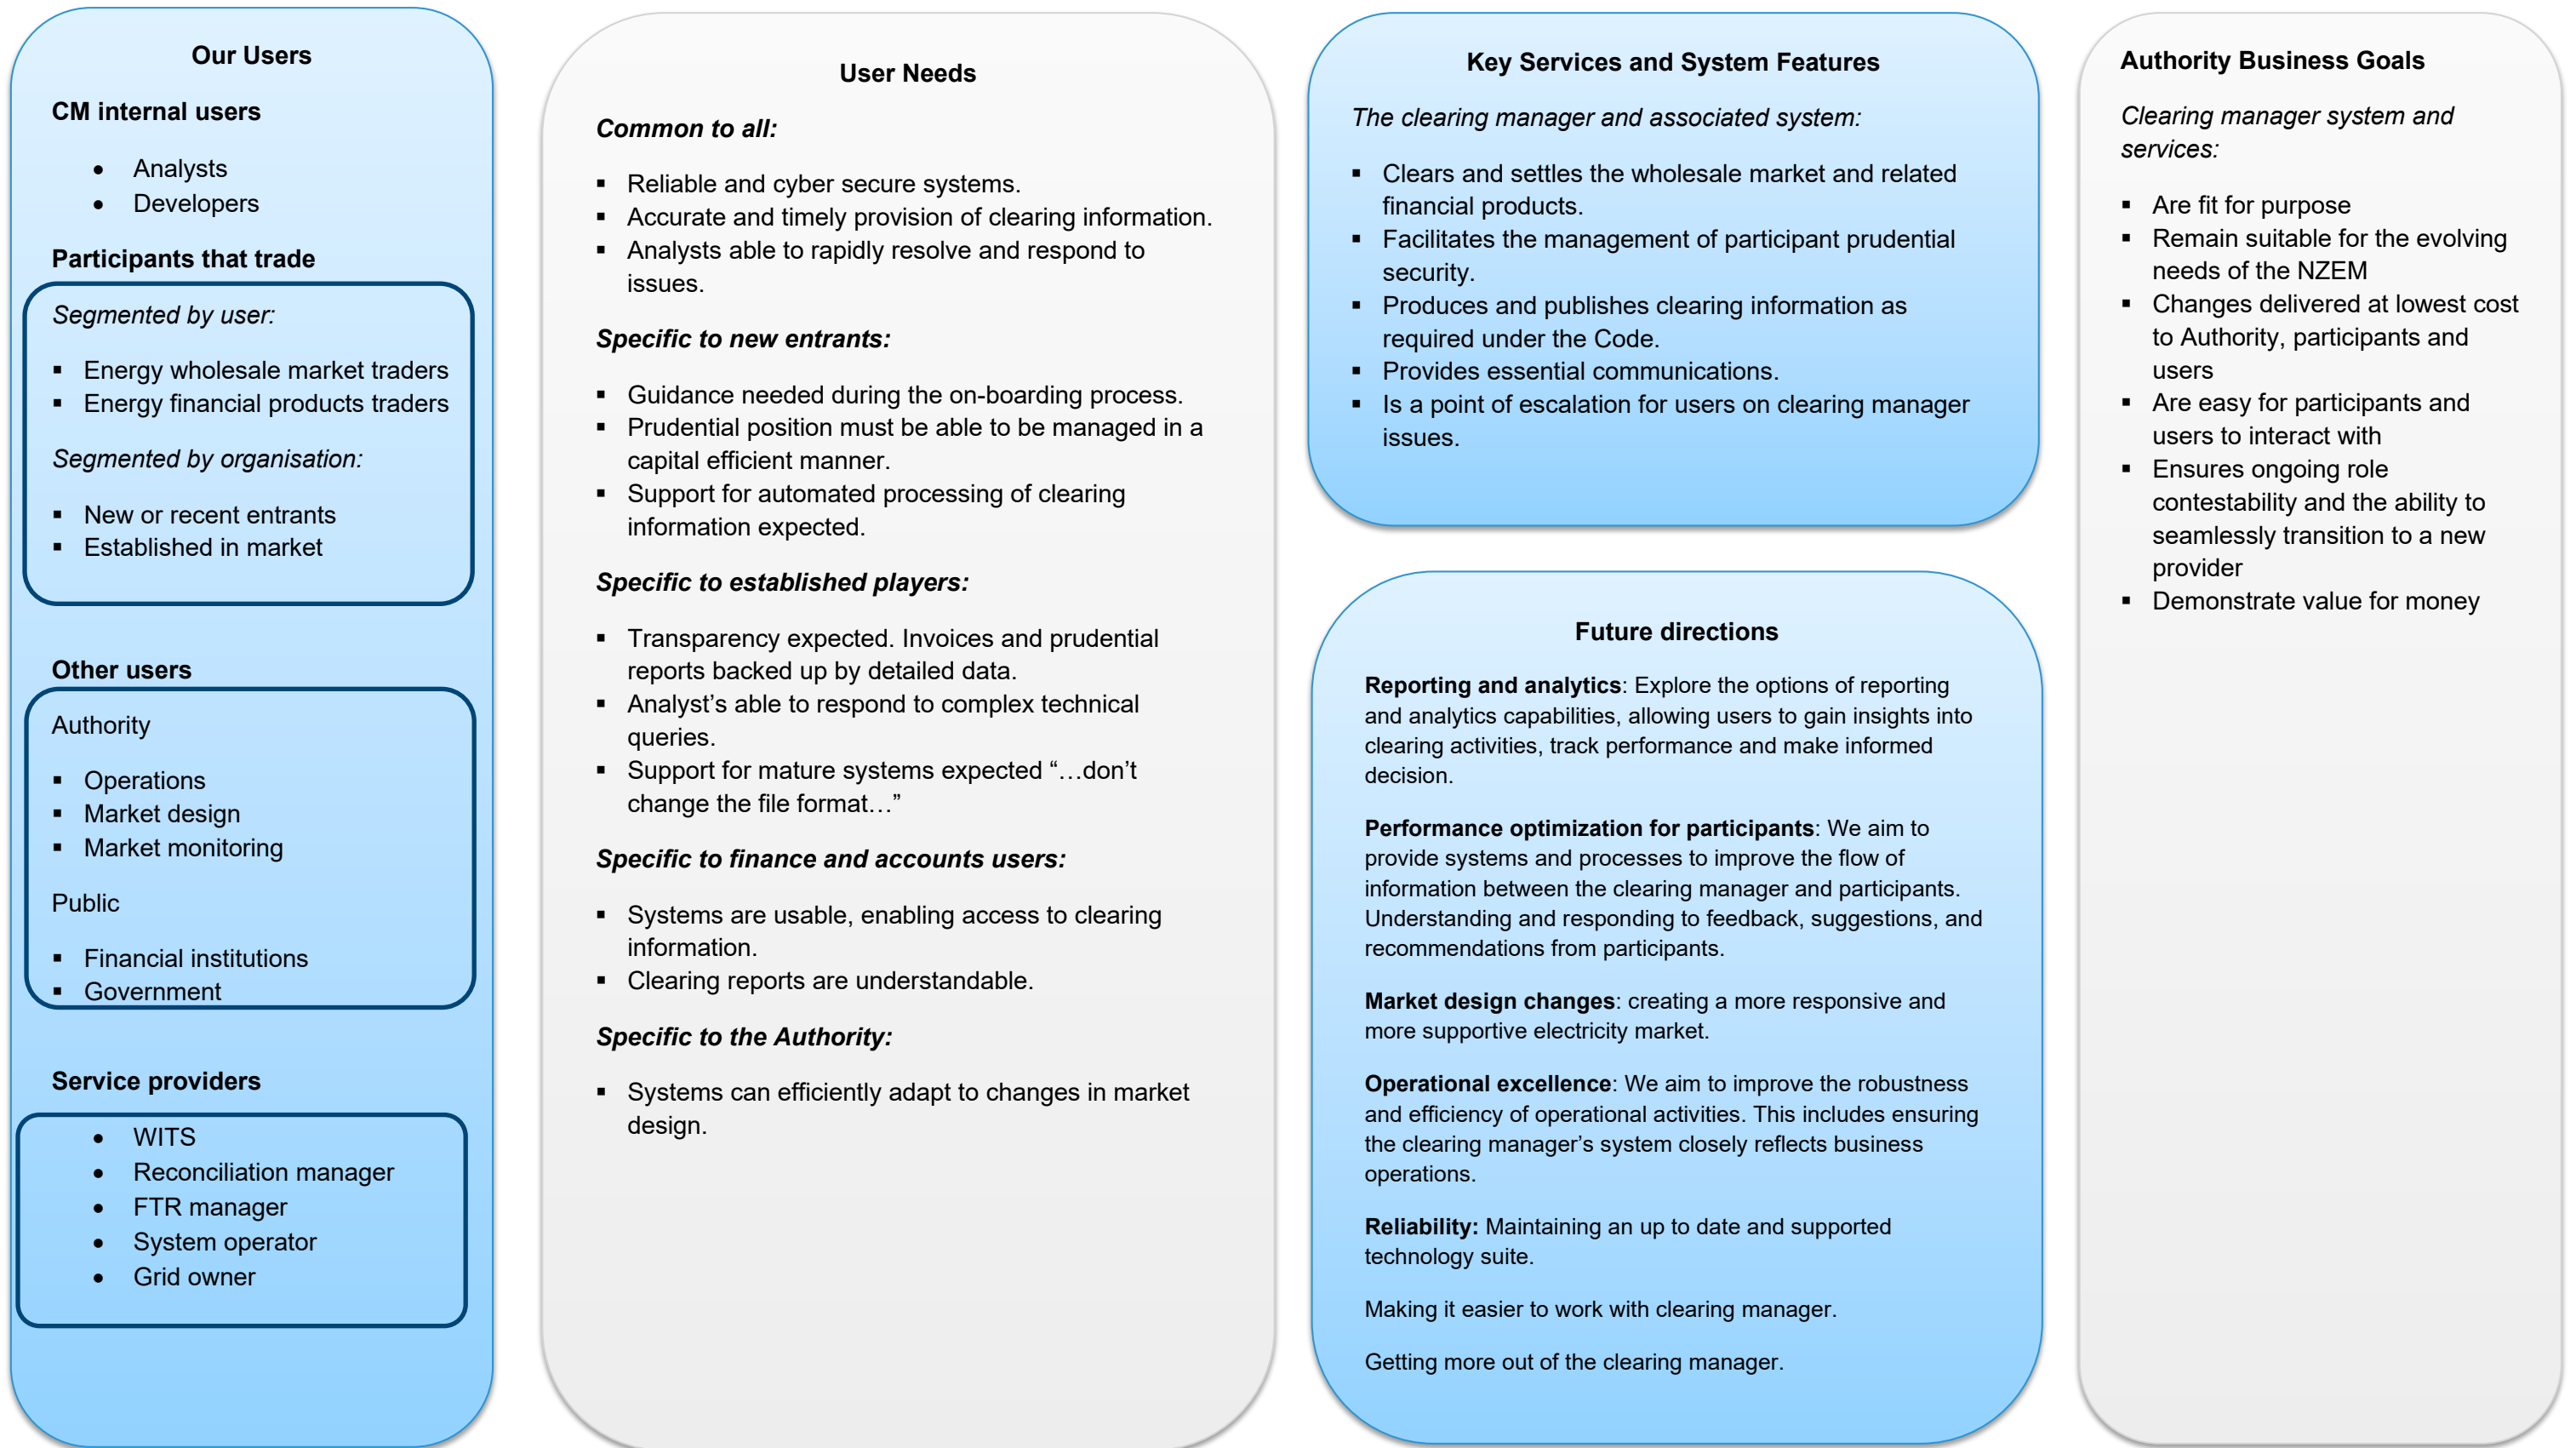 Our Users
CM internal users
• Analysts
• Developers
Participants that trade
Segmented by user:
▪ Energy wholesale market traders
▪ Energy financial products traders
Segmented by organisation:
▪ New or recent entrants
▪ Established in market
Other users
Authority
▪ Operations
▪ Market design
▪ Market monitoring
Public
▪ Financial institutions
▪ Government
Service providers
• WITS
• Reconciliation manager
• FTR manager
• System operator
• Grid owner
User Needs
Common to all:
▪ Reliable and cyber secure systems.
▪ Accurate and timely provision of clearing information.
▪ Analysts able to rapidly resolve and respond to
issues.
Specific to new entrants:
▪ Guidance needed during the on-boarding process.
▪ Prudential position must be able to be managed in a
capital efficient manner.
▪ Support for automated processing of clearing
information expected.
Specific to established players:
▪ Transparency expected. Invoices and prudential
reports backed up by detailed data.
▪ Analyst’s able to respond to complex technical
queries.
▪ Support for mature systems expected “…don’t
change the file format…”
Specific to finance and accounts users:
▪ Systems are usable, enabling access to clearing
information.
▪ Clearing reports are understandable.
Specific to the Authority:
▪ Systems can efficiently adapt to changes in market
design.
Key Services and System Features
The clearing manager and associated system:
▪ Clears and settles the wholesale market and related
financial products.
▪ Facilitates the management of participant prudential
security.
▪ Produces and publishes clearing information as
required under the Code.
▪ Provides essential communications.
▪ Is a point of escalation for users on clearing manager
issues.
Future directions
Reporting and analytics: Explore the options of reporting
and analytics capabilities, allowing users to gain insights into
clearing activities, track performance and make informed
decision.
Performance optimization for participants: We aim to
provide systems and processes to improve the flow of
information between the clearing manager and participants.
Understanding and responding to feedback, suggestions, and
recommendations from participants.
Market design changes: creating a more responsive and
more supportive electricity market.
Operational excellence: We aim to improve the robustness
and efficiency of operational activities. This includes ensuring
the clearing manager’s system closely reflects business
operations.
Reliability: Maintaining an up to date and supported
technology suite.
Making it easier to work with clearing manager.
Getting more out of the clearing manager.
Authority Business Goals
Clearing manager system and
services:
▪ Are fit for purpose
▪ Remain suitable for the evolving
needs of the NZEM
▪ Changes delivered at lowest cost
to Authority, participants and
users
▪ Are easy for participants and
users to interact with
▪ Ensures ongoing role
contestability and the ability to
seamlessly transition to a new
provider
▪ Demonstrate value for money